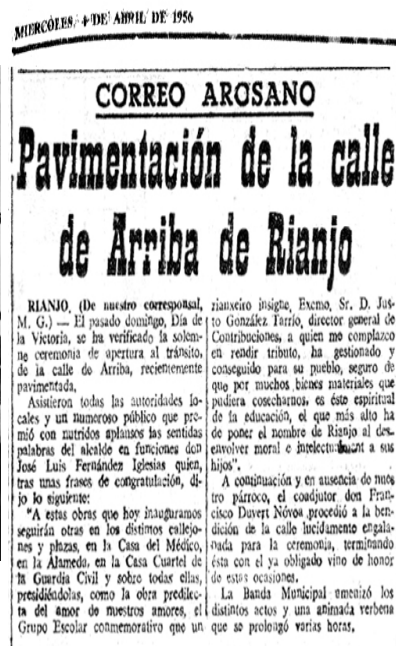 MIERCOLES, 4 DE ABRIL DE 1956
CORREO AROSANO
Pavimentación de la calle
de Arriba de Rianjo
RIANJO, (De nuestro corresponsal,
M. G.) — El pasado domingo, Día de
la Victoria, se ha verificado la solem-
ne ceremonia de apertura al tránsito,
de la calle do Arriba, recientemente
pavimentada,
Asistieron todas las autoridades lo-
cales y un numeroso público que pre-
mió con nutridos aplausos las sentidas
palabras del alcalde en funciones don
José Luis Fernández Iglesias quien,
tras unas frases de congratulación, di-
jo lo siguiente:
"A estas obras que hoy inauguramos
seguirán otras en los distimos callejo-
nes y plazas, en la Casa del Médico,
en la Alameda, en la Casa Cuartel de
la Guardia Civil y sobre todas ellas,
presidiéndolas, como la obra predilec-
ta del amor de nuestros amores, el
Grupo Escolar conmemorativo que un
rianxeiro insigne, Excmo, Sr. D. Jus-
to González Tarrío, director general de
Contribuciones, a quien me complazco
en rendir tributo, ha gestionado y
conseguido para su pueblo, seguro de
que por muchos bienes materiales que
pudiera cosecharnos, es éste espiritual
de la educación, el que más alto ha
de poner el nombre de Rianjo al des-
envolver moral e intelectualment a sus
hijos".
A continuación y en ausencia de nues
tro párroco, el coadjutor don Fran-
cisco Duvert Nóvoa procedió a la ben-
dición de la calle lucidamente engala-
nada para la ceremonia, terminando
ésta con el ya obligado vino de honor
de estas ocasiones.
La Banda Municipal amenizó los
distintos actos y una animada verbena
que se prolongó varias horas.